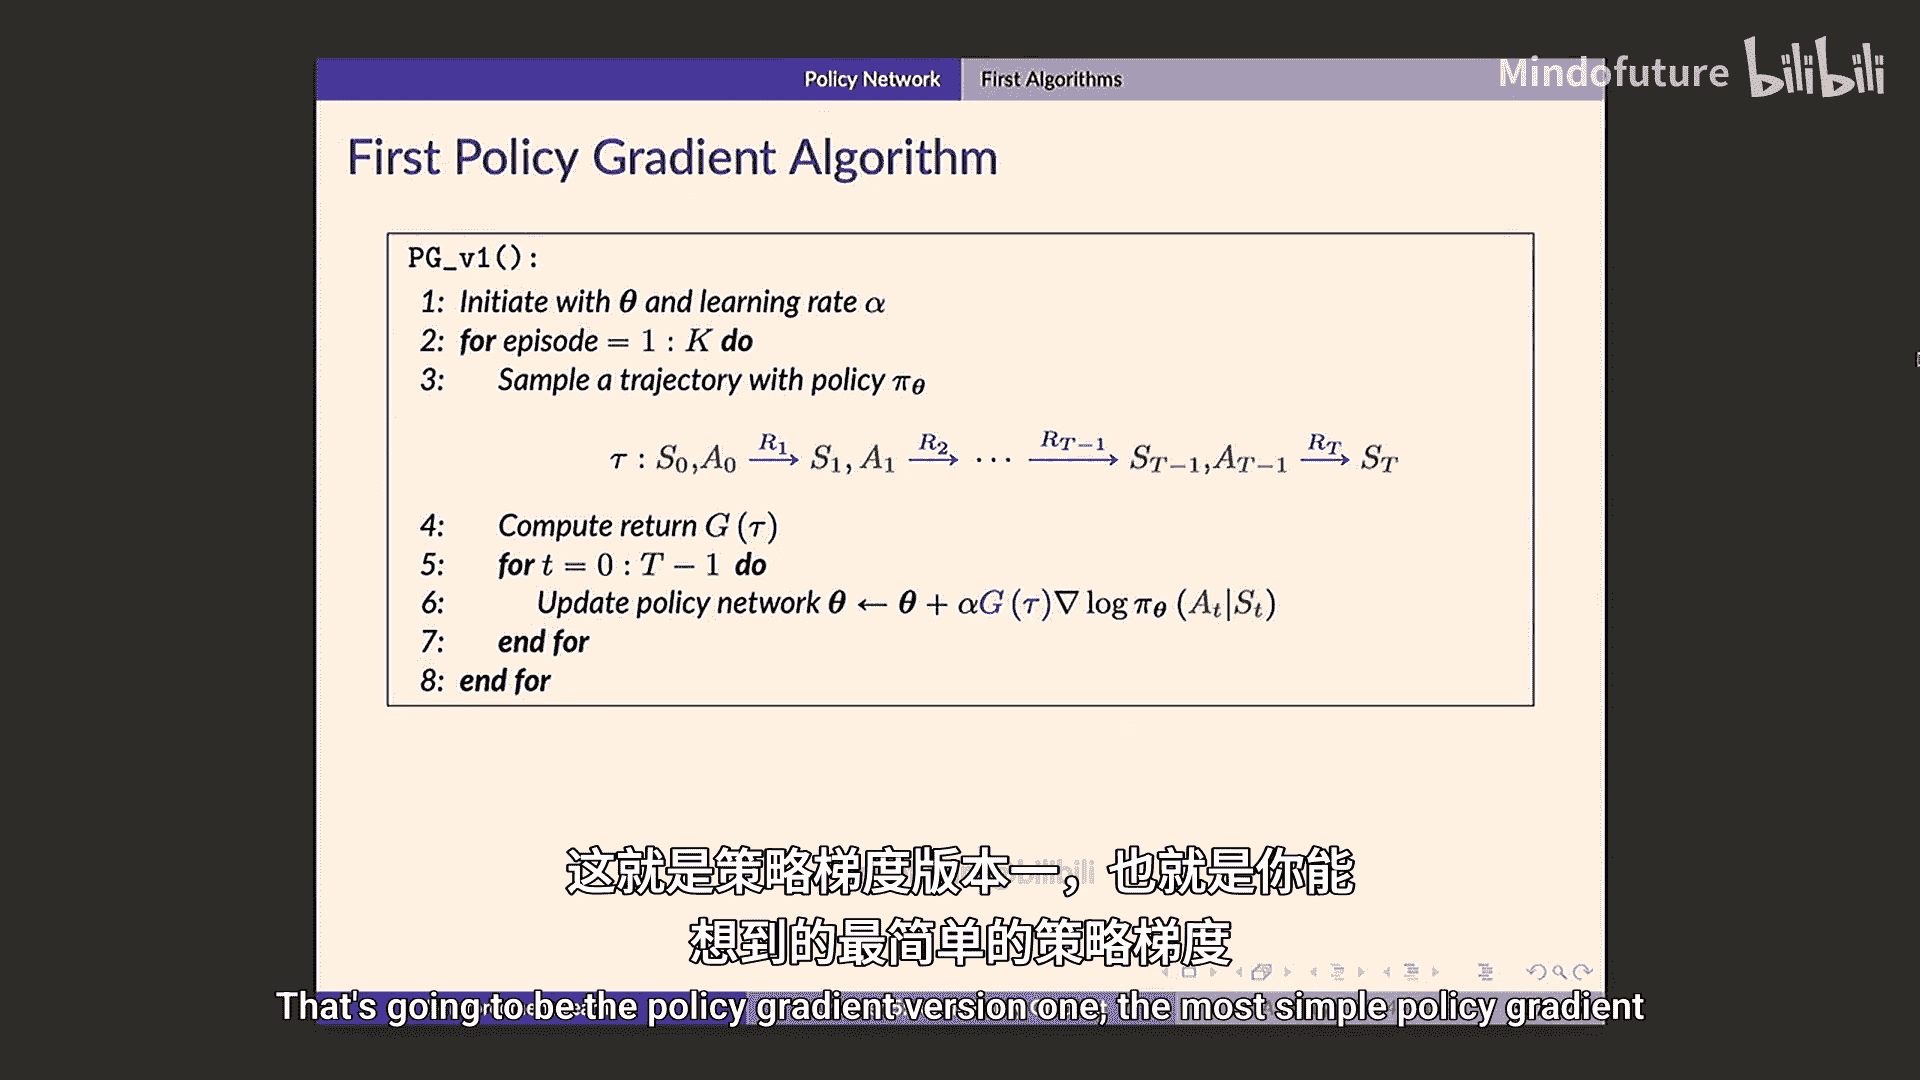 Policy Network
First Algorithms
Mindofuture bilibili
First Policy Gradient Algorithm
PG_v1():
1: Initiate with θ and learning rate α
2: for episode = 1 : K do
3: Sample a trajectory with policy π_θ
τ : S_0, A_0 —R_1→ S_1, A_1 —R_2→ ⋯ —R_{T−1}→ S_{T−1}, A_{T−1} —R_T→ S_T
4: Compute return G (τ)
5: for t = 0 : T − 1 do
6: Update policy network θ ← θ + αG (τ)∇ log π_θ (A_t|S_t)
7: end for
8: end for
这就是策略梯度版本一，也就是你能
想到的最简单的策略梯度
That's going to be the policy gradient version one, the most simple policy gradient